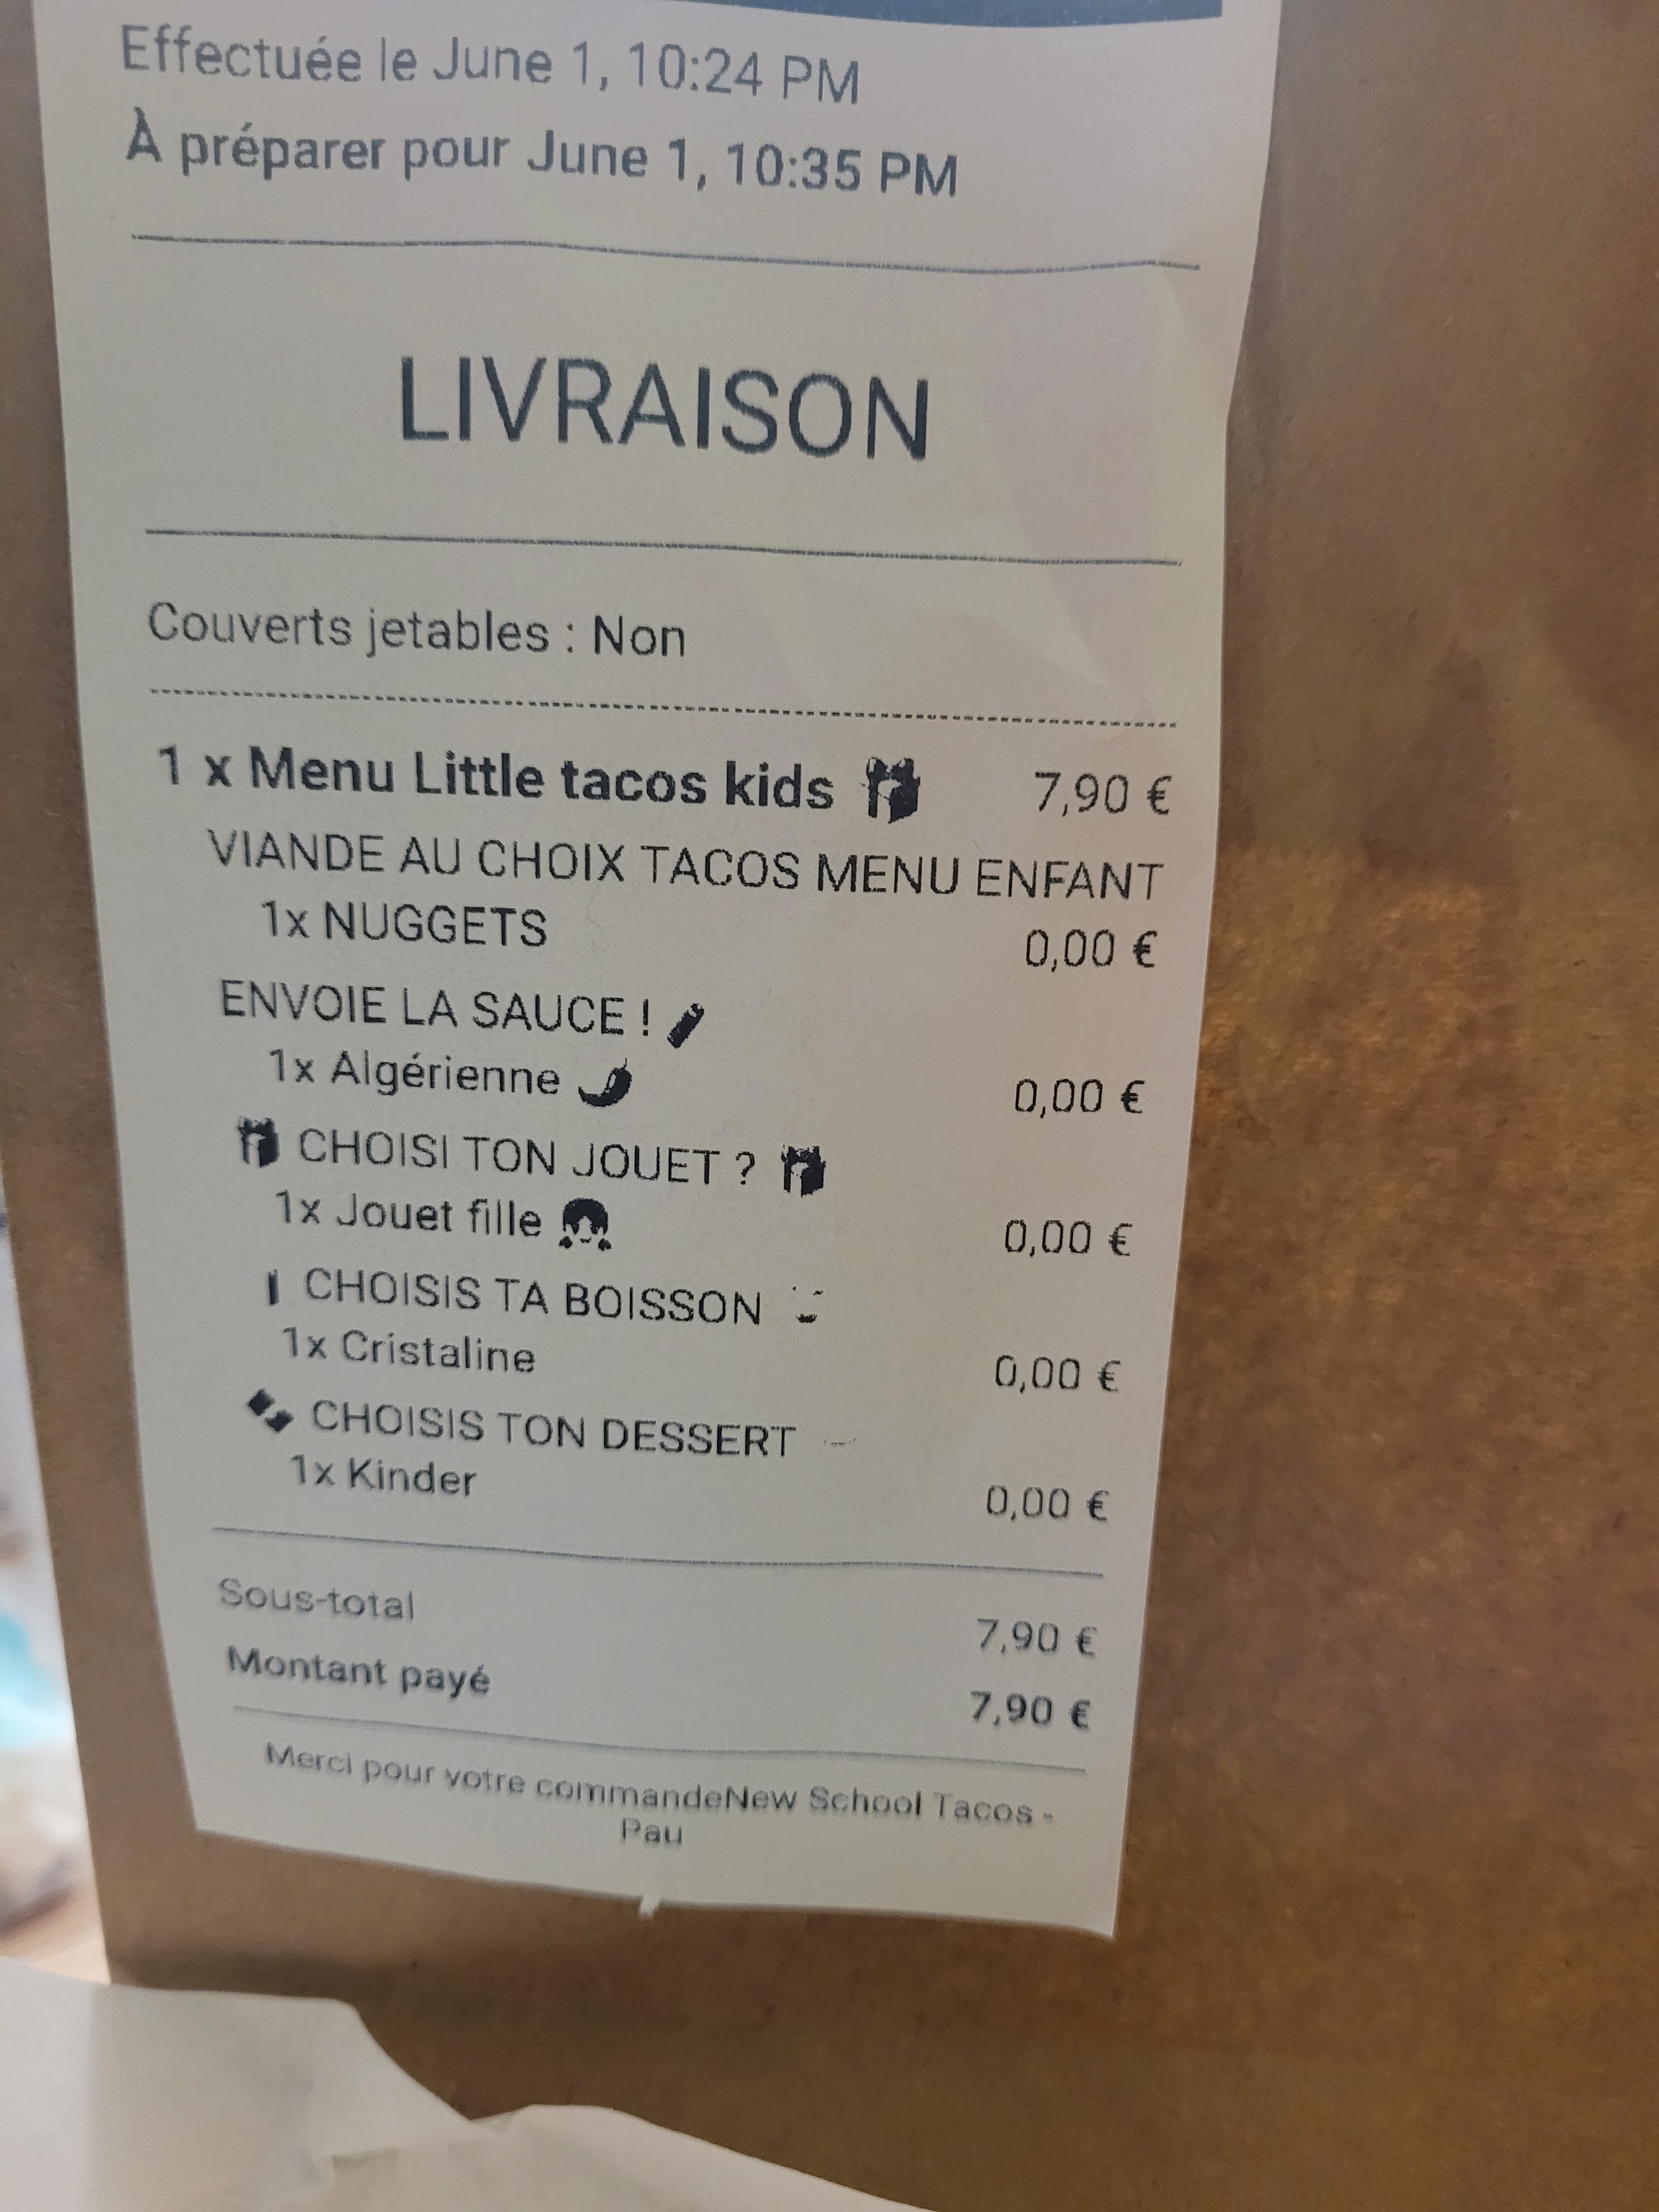 Effectuée le June 1, 10:24 PM
À préparer pour June 1, 10:35 PM
LIVRAISON
Couverts jetables : Non
1 x Menu Little tacos kids 7,90 €
VIANDE AU CHOIX TACOS MENU ENFANT
1x NUGGETS 0,00 €
ENVOIE LA SAUCE !
1x Algérienne 0,00 €
CHOISI TON JOUET ?
1x Jouet fille 0,00 €
CHOISIS TA BOISSON
1x Cristaline 0,00 €
CHOISIS TON DESSERT
1x Kinder 0,00 €
Sous-total 7,90 €
Montant payé 7,90 €
Merci pour votre commandeNew School Tacos -
Pau